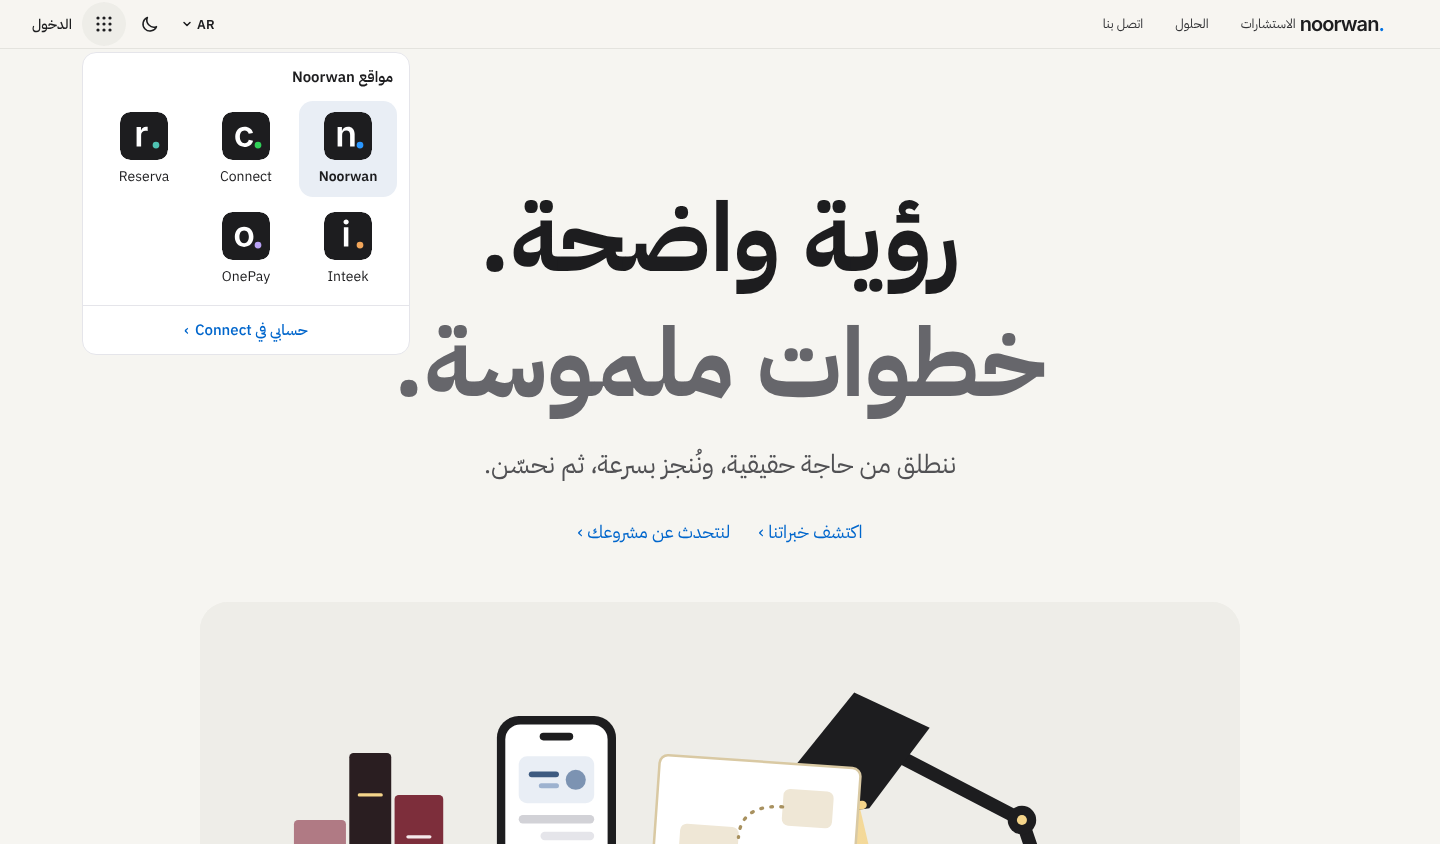 noorwan.
الاستشارات
الحلول
اتصل بنا
AR
الدخول
مواقع Noorwan
n.
Noorwan
c.
Connect
r.
Reserva
i.
Inteek
o.
OnePay
حسابي في Connect ›
رؤية واضحة.
خطوات ملموسة.
ننطلق من حاجة حقيقية، ونُنجز بسرعة، ثم نحسّن.
اكتشف خبراتنا ›
لنتحدث عن مشروعك ›